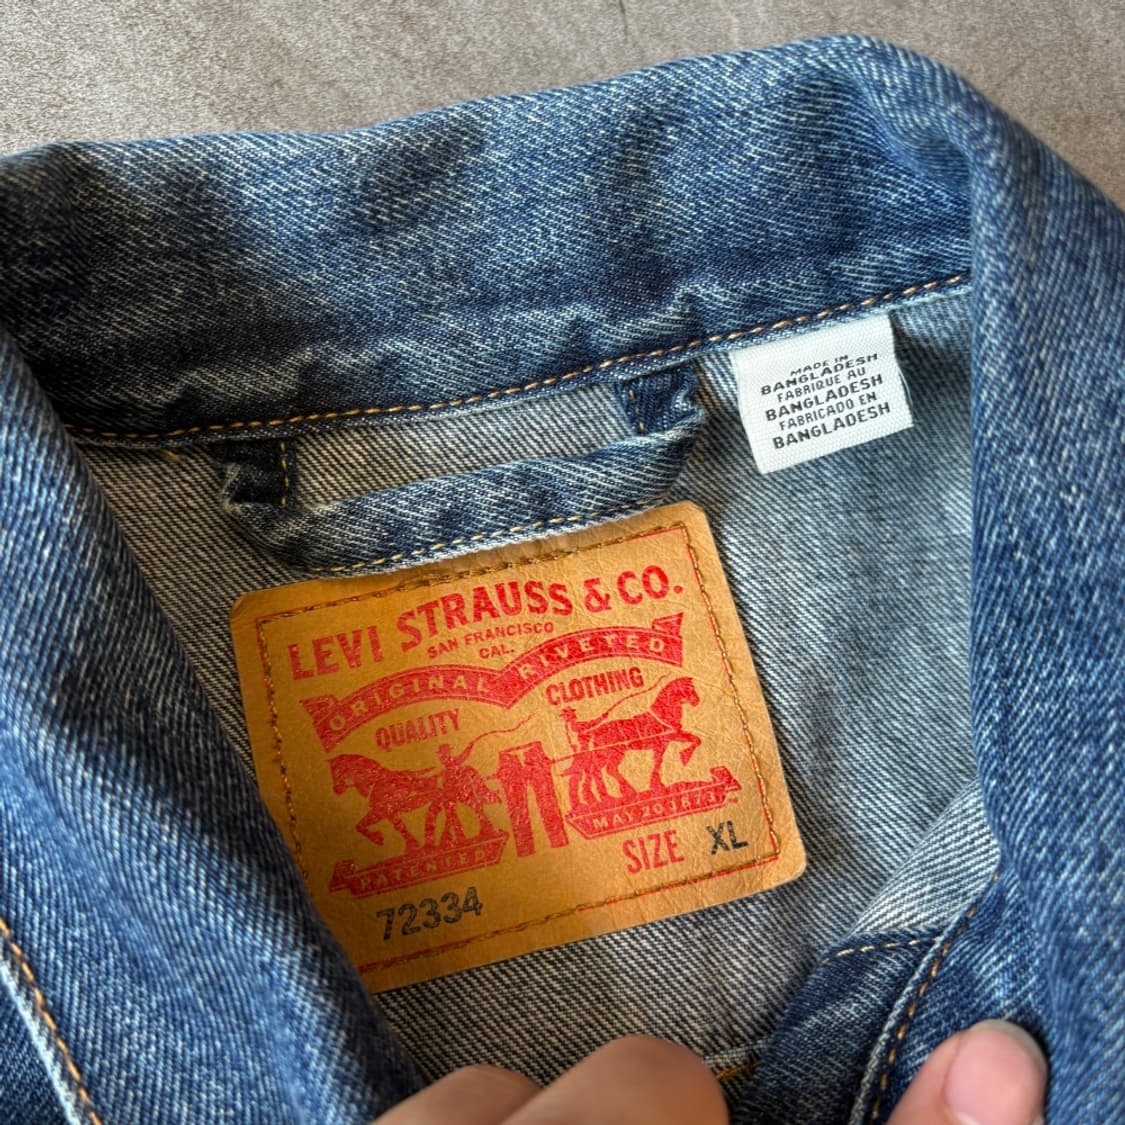 MADE IN
BANGLADESH
FABRIQUE AU
BANGLADESH
FABRICADO EN
BANGLADESH
LEVI STRAUSS & CO.
SAN FRANCISCO
CAL.
ORIGINAL RIVETED
QUALITY CLOTHING
PATENTED MAY 20 1873
SIZE XL
72334